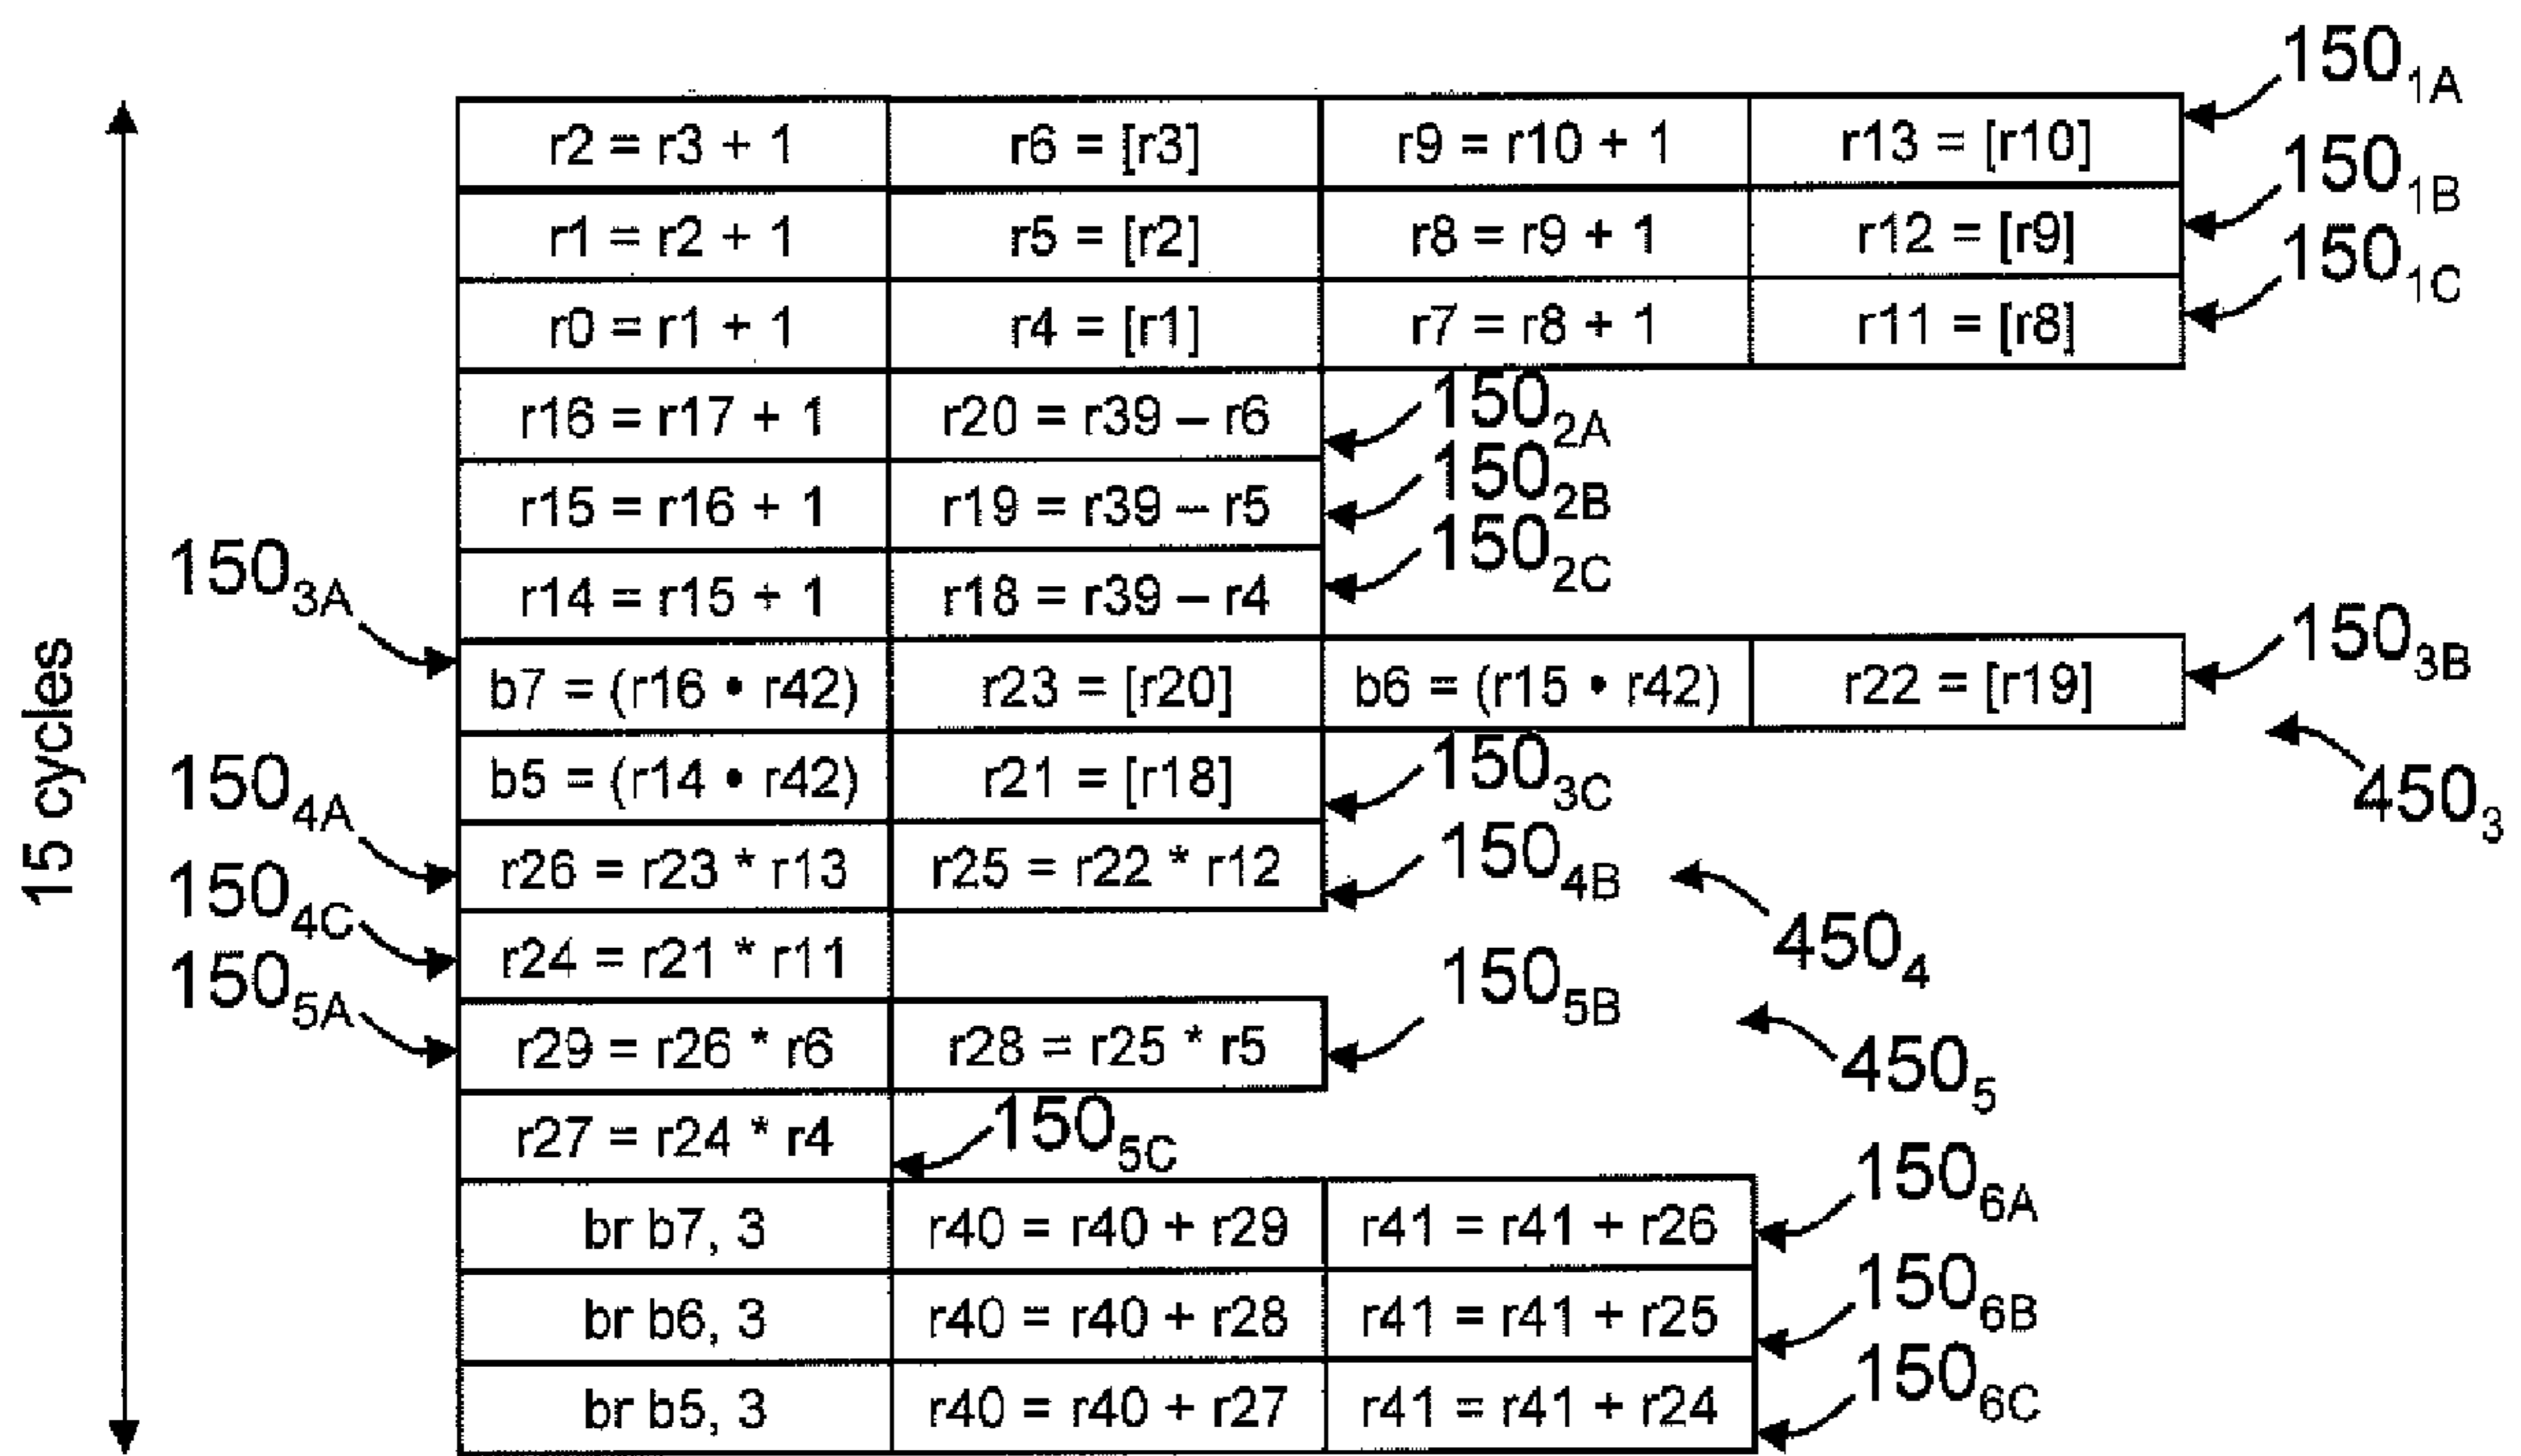 15 cycles
r2 = r3 + 1 r6 = [r3] r9 = r10 + 1 r13 = [r10] 150 1A
r1 = r2 + 1 r5 = [r2] r8 = r9 + 1 r12 = [r9] 150 1B
r0 = r1 + 1 r4 = [r1] r7 = r8 + 1 r11 = [r8] 150 1C
r16 = r17 + 1 r20 = r39 – r6 150 2A
r15 = r16 + 1 r19 = r39 – r5 150 2B
r14 = r15 + 1 r18 = r39 – r4 150 2C
150 3A b7 = (r16 • r42) r23 = [r20] b6 = (r15 • r42) r22 = [r19] 150 3B
450 3
b5 = (r14 • r42) r21 = [r18] 150 3C
150 4A r26 = r23 * r13 r25 = r22 * r12 150 4B
450 4
150 4C r24 = r21 * r11
150 5A r29 = r26 * r6 r28 = r25 * r5 150 5B
450 5
r27 = r24 * r4 150 5C
br b7, 3 r40 = r40 + r29 r41 = r41 + r26 150 6A
br b6, 3 r40 = r40 + r28 r41 = r41 + r25 150 6B
br b5, 3 r40 = r40 + r27 r41 = r41 + r24 150 6C